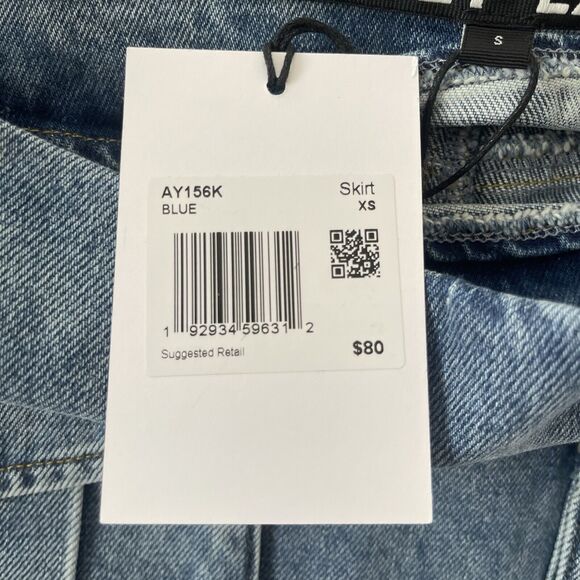 S
AY156K
Skirt
BLUE
XS
1 92934 59631 2
Suggested Retail
$80